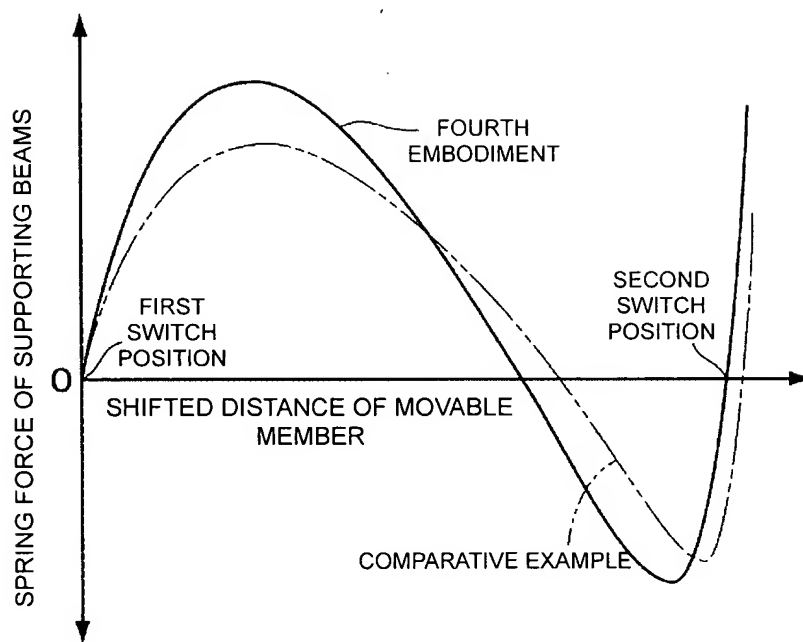 SPRING FORCE OF SUPPORTING BEAMS
FOURTH
EMBODIMENT
FIRST
SWITCH
POSITION
SECOND
SWITCH
POSITION
0
SHIFTED DISTANCE OF MOVABLE
MEMBER
COMPARATIVE EXAMPLE